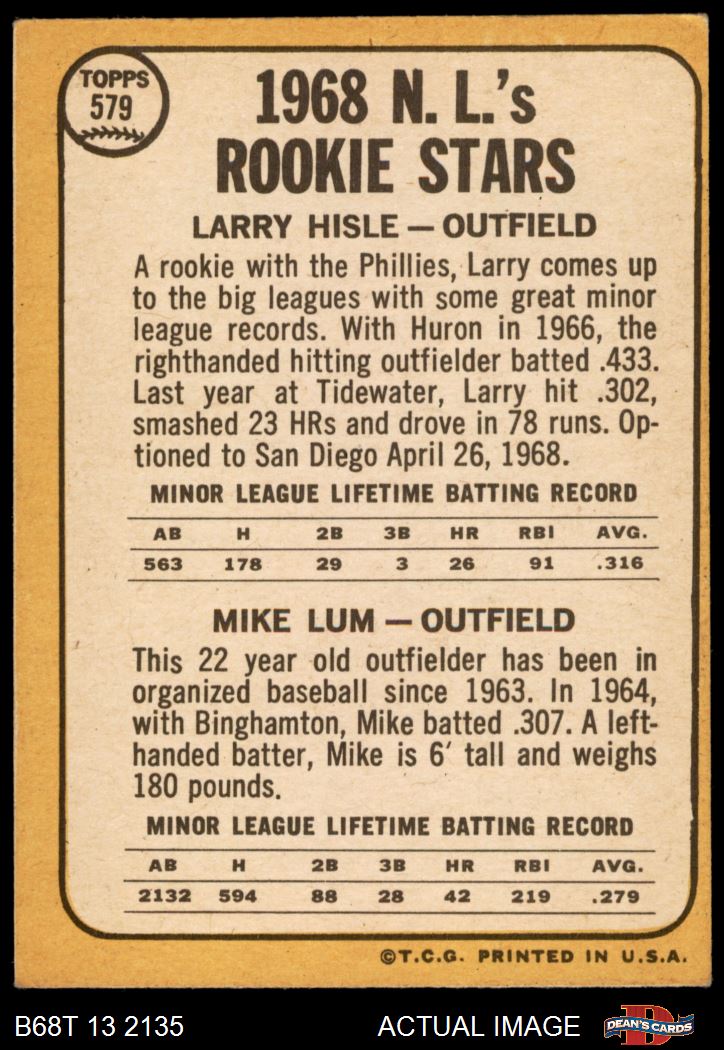 TOPPS
579
1968 N. L.'s
ROOKIE STARS
LARRY HISLE — OUTFIELD
A rookie with the Phillies, Larry comes up
to the big leagues with some great minor
league records. With Huron in 1966, the
righthanded hitting outfielder batted .433.
Last year at Tidewater, Larry hit .302,
smashed 23 HRs and drove in 78 runs. Op-
tioned to San Diego April 26, 1968.
MINOR LEAGUE LIFETIME BATTING RECORD
AB H 2B 3B HR RBI AVG.
563 178 29 3 26 91 .316
MIKE LUM — OUTFIELD
This 22 year old outfielder has been in
organized baseball since 1963. In 1964,
with Binghamton, Mike batted .307. A left-
handed batter, Mike is 6′ tall and weighs
180 pounds.
MINOR LEAGUE LIFETIME BATTING RECORD
AB H 2B 3B HR RBI AVG.
2132 594 88 28 42 219 .279
©T.C.G. PRINTED IN U.S.A.
B68T 13 2135 ACTUAL IMAGE D DEAN'S CARDS